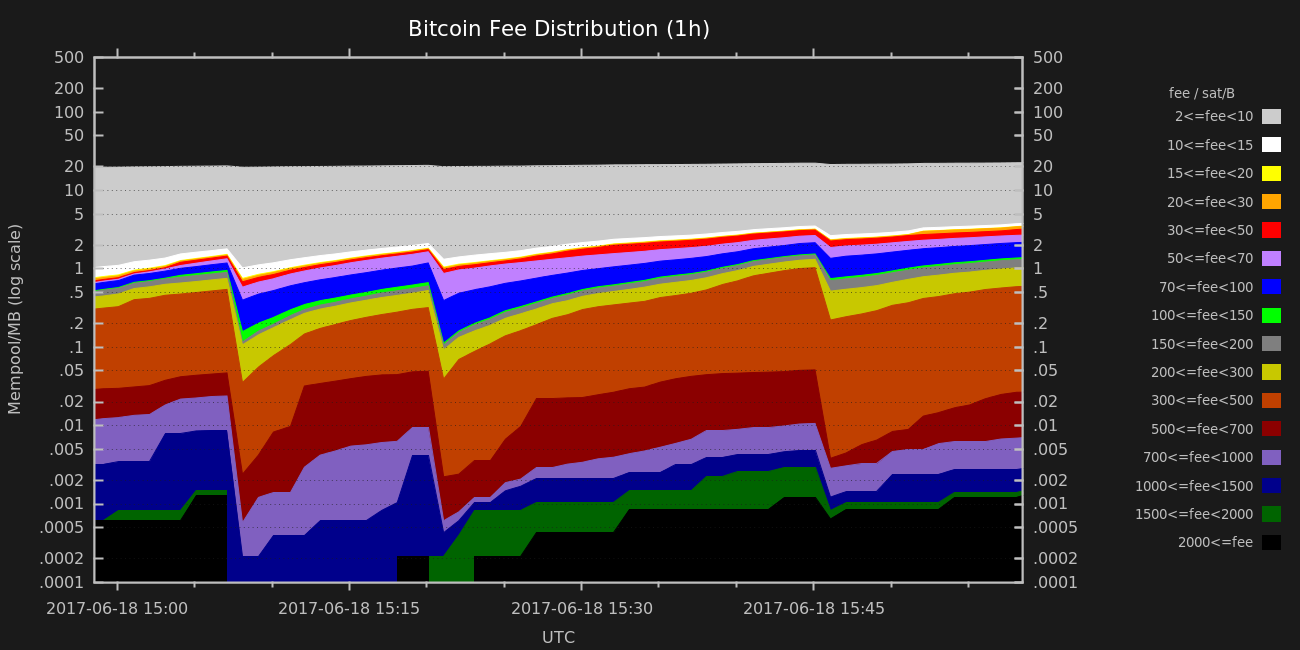 Bitcoin Fee Distribution (1h)
500 500
200 200
100 100
50 50
20 20
10 10
5 5
2 2
1 1
.5 .5
.2 .2
.1 .1
.05 .05
.02 .02
.01 .01
.005 .005
.002 .002
.001 .001
.0005 .0005
.0002 .0002
.0001 .0001
Mempool/MB (log scale)
2017-06-18 15:00 2017-06-18 15:15 2017-06-18 15:30 2017-06-18 15:45
UTC
fee / sat/B
2<=fee<10
10<=fee<15
15<=fee<20
20<=fee<30
30<=fee<50
50<=fee<70
70<=fee<100
100<=fee<150
150<=fee<200
200<=fee<300
300<=fee<500
500<=fee<700
700<=fee<1000
1000<=fee<1500
1500<=fee<2000
2000<=fee